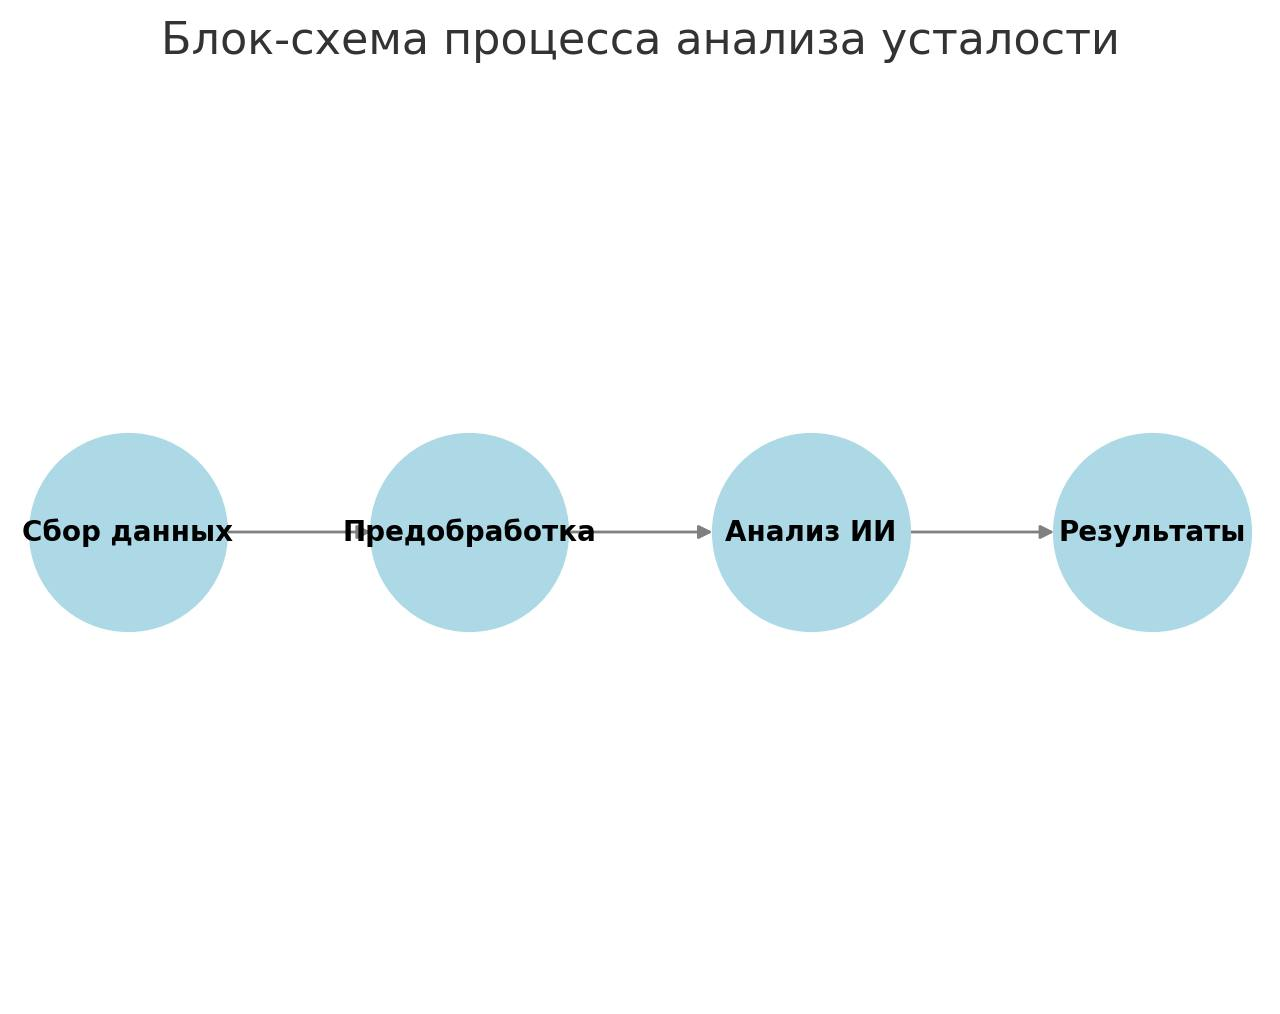 Блок-схема процесса анализа усталости
Сбор данных
Предобработка
Анализ ИИ
Результаты